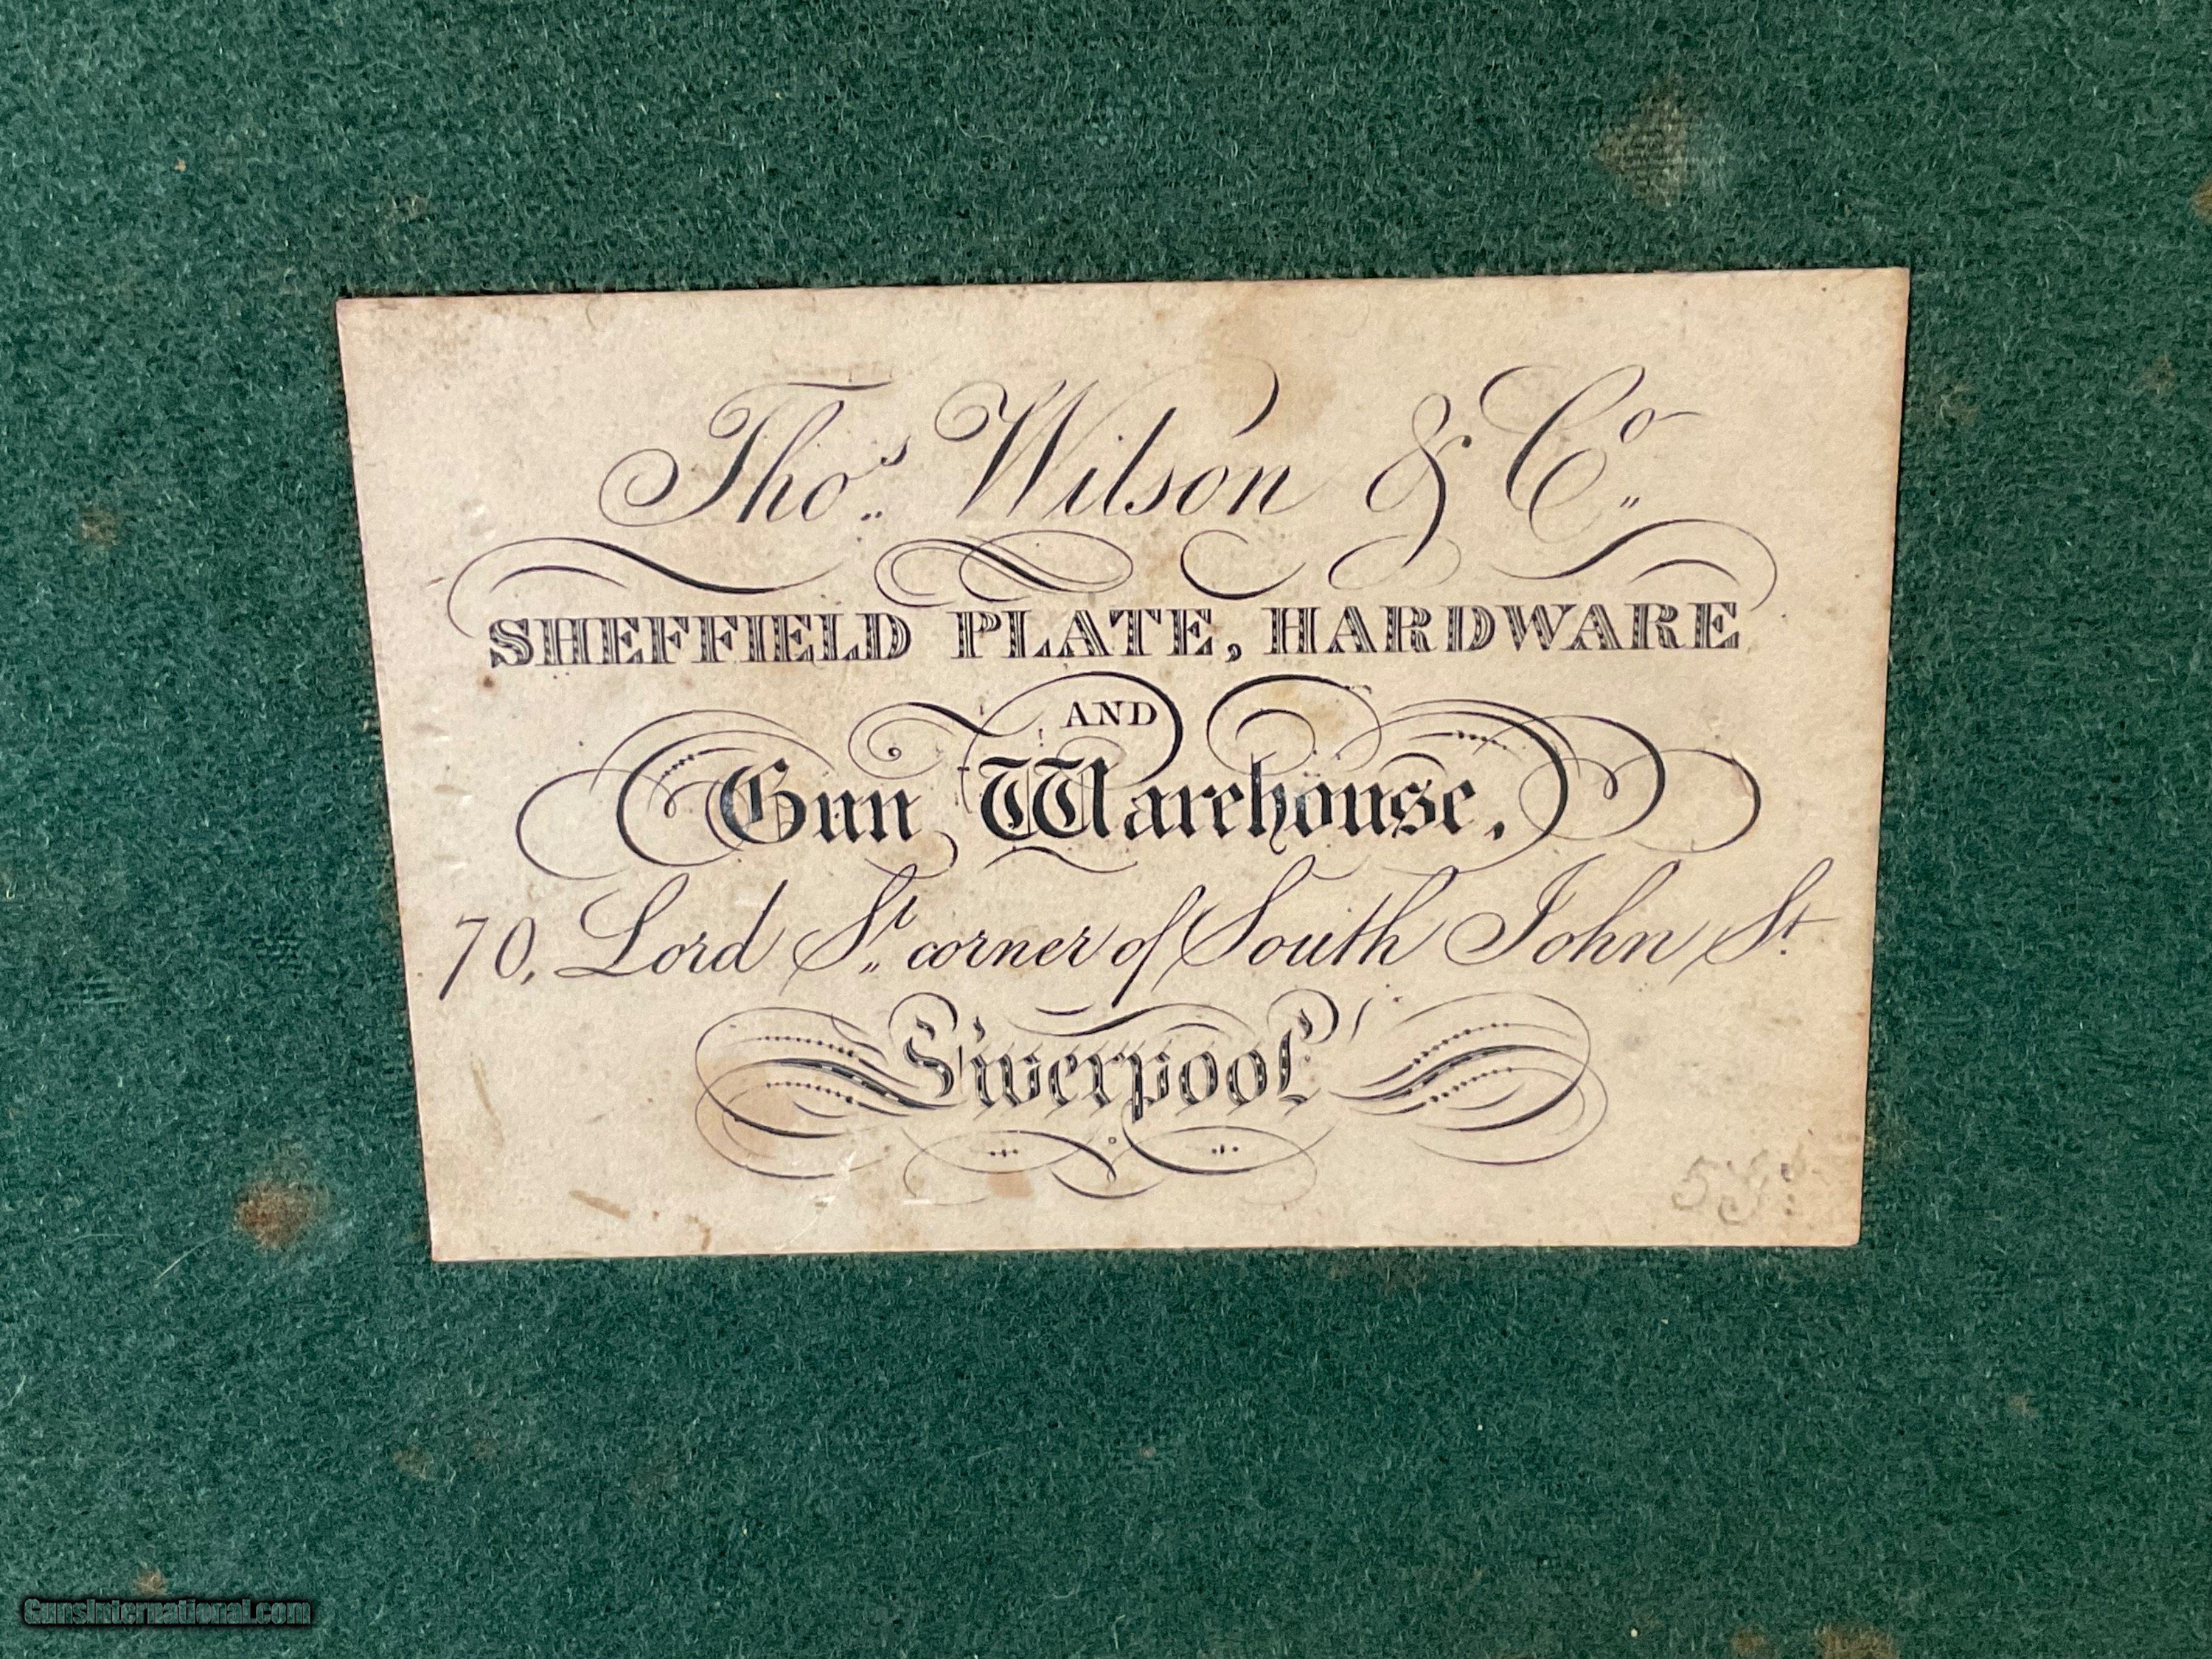 Thos. Wilson & Co.
SHEFFIELD PLATE, HARDWARE
AND
Gun Warehouse,
70, Lord St. corner of South John St.
Liverpool
GunsInternational.com